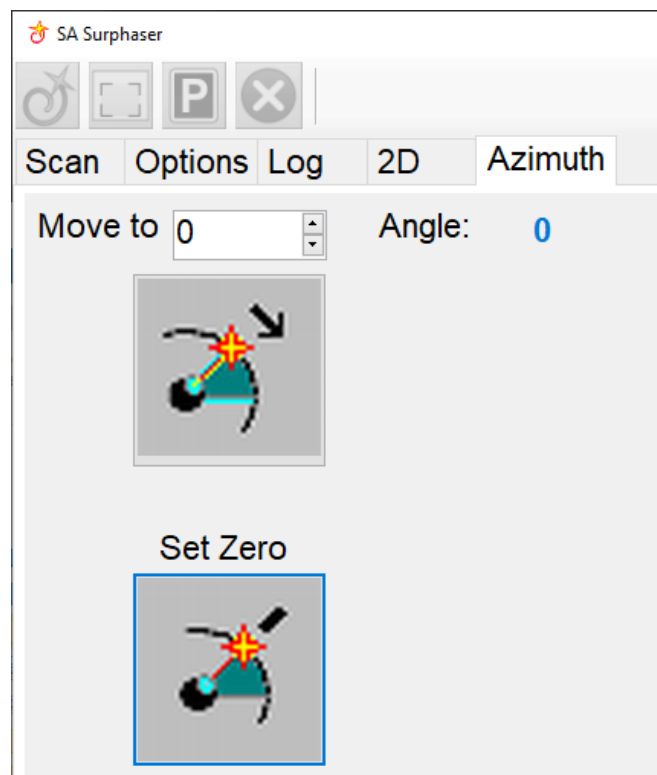 SA Surphaser
P
Scan Options Log 2D Azimuth
Move to 0 Angle: 0
Set Zero